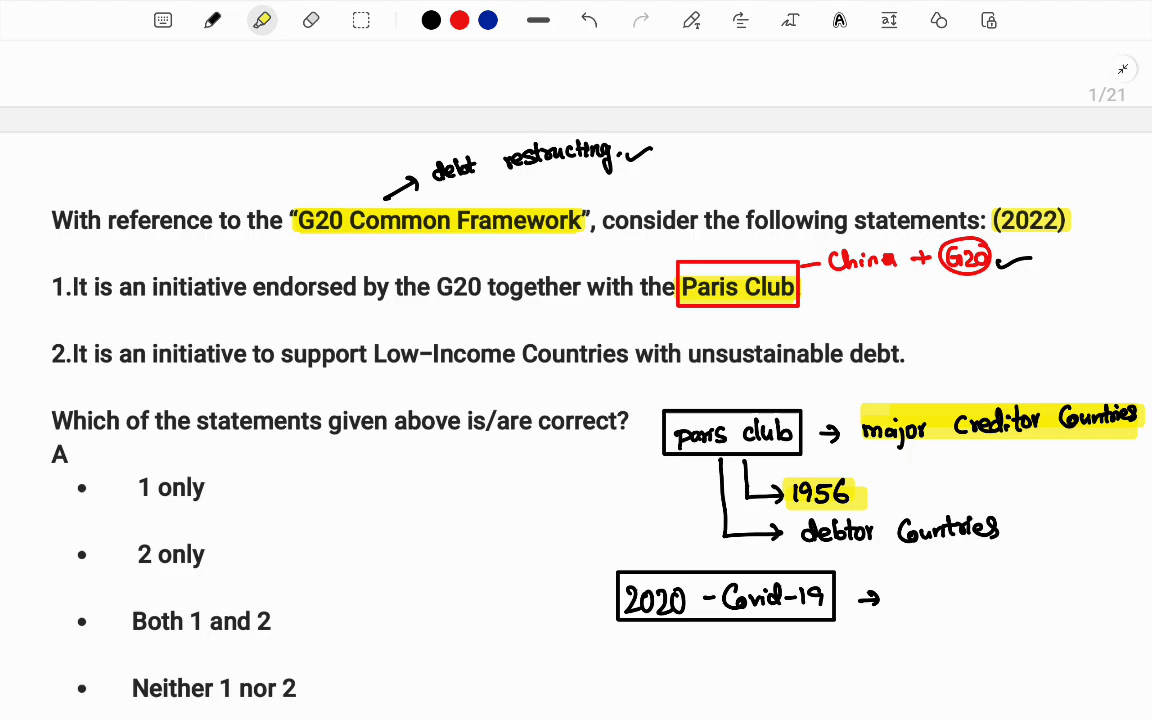 1/21
debt restructing.
With reference to the “G20 Common Framework”, consider the following statements: (2022)
China + G20
1.It is an initiative endorsed by the G20 together with the Paris Club.
2.It is an initiative to support Low–Income Countries with unsustainable debt.
Which of the statements given above is/are correct?
A
paris club → major Creditor Countries
• 1 only
1956
debtor Countries
• 2 only
2020 - Covid-19 →
• Both 1 and 2
• Neither 1 nor 2